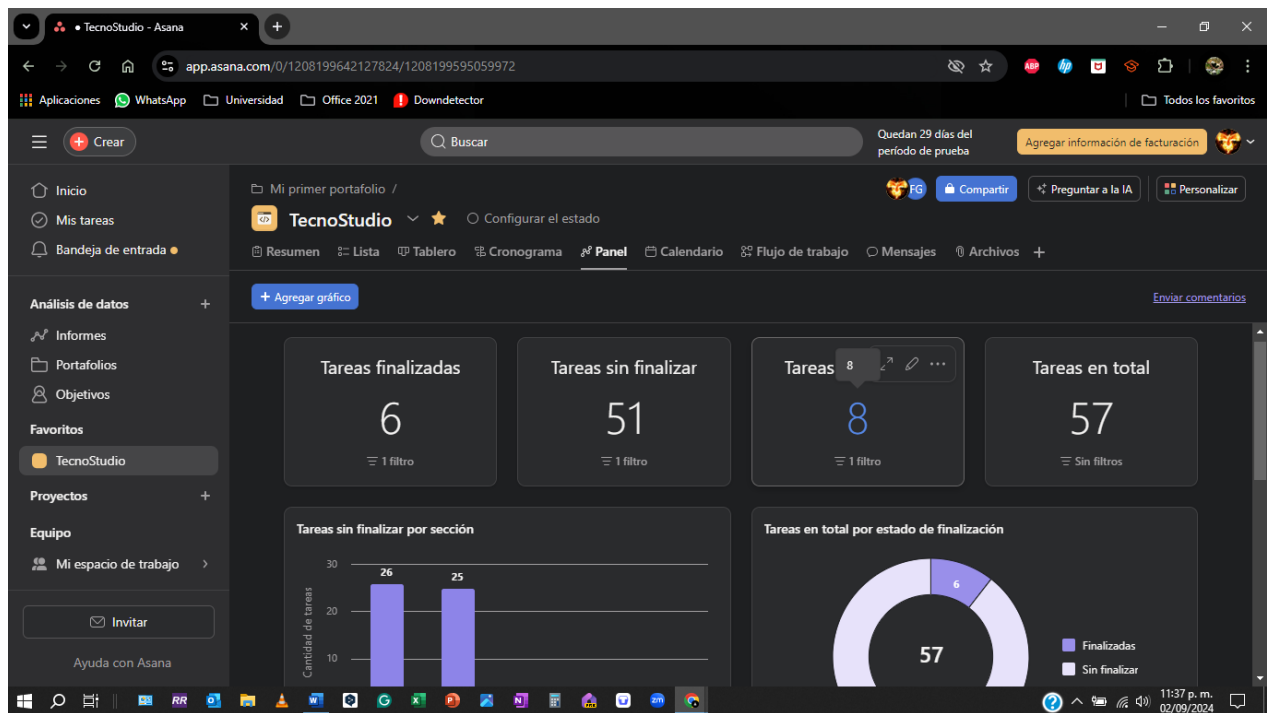 • TecnoStudio - Asana
app.asana.com/0/1208199642127824/1208199595059972
ABP
hp
Aplicaciones WhatsApp Universidad Office 2021 Downdetector Todos los favoritos
Crear
Buscar
Quedan 29 días del
período de prueba
Agregar información de facturación
Inicio
Mis tareas
Bandeja de entrada
Análisis de datos
Informes
Portafolios
Objetivos
Favoritos
TecnoStudio
Proyectos
Equipo
Mi espacio de trabajo
Invitar
Ayuda con Asana
Mi primer portafolio /
FG Compartir Preguntar a la IA Personalizar
TecnoStudio Configurar el estado
Resumen Lista Tablero Cronograma Panel Calendario Flujo de trabajo Mensajes Archivos +
+ Agregar gráfico Enviar comentarios
Tareas finalizadas
6
1 filtro
Tareas sin finalizar
51
1 filtro
Tareas
8
8
1 filtro
Tareas en total
57
Sin filtros
Tareas sin finalizar por sección
Cantidad de tareas
30
20
10
26
25
Tareas en total por estado de finalización
6
57
Finalizadas
Sin finalizar
RR
zm
11:37 p. m.
02/09/2024